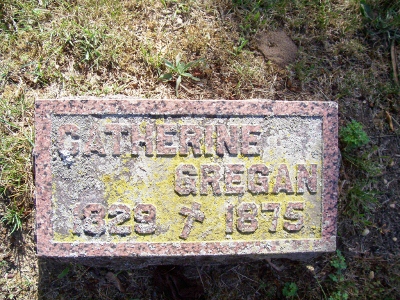 CATHERINE
GREGAN
1829 ✝ 1875